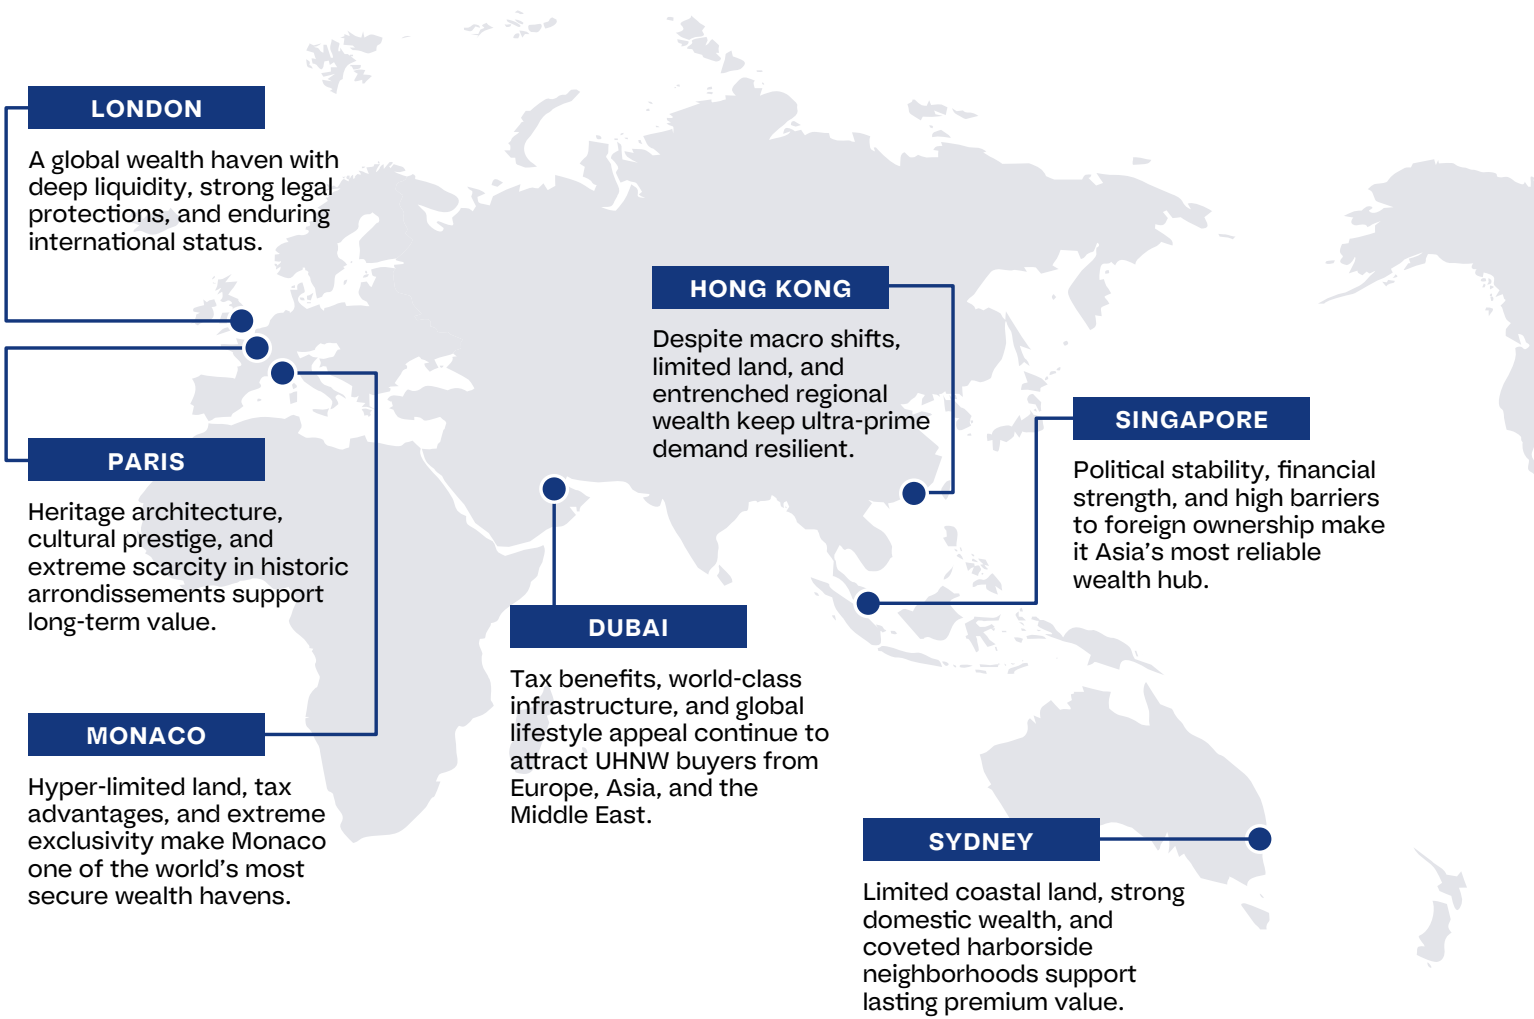 LONDON
A global wealth haven with
deep liquidity, strong legal
protections, and enduring
international status.
PARIS
Heritage architecture,
cultural prestige, and
extreme scarcity in historic
arrondissements support
long-term value.
MONACO
Hyper-limited land, tax
advantages, and extreme
exclusivity make Monaco
one of the world’s most
secure wealth havens.
HONG KONG
Despite macro shifts,
limited land, and
entrenched regional
wealth keep ultra-prime
demand resilient.
DUBAI
Tax benefits, world-class
infrastructure, and global
lifestyle appeal continue to
attract UHNW buyers from
Europe, Asia, and the
Middle East.
SINGAPORE
Political stability, financial
strength, and high barriers
to foreign ownership make
it Asia’s most reliable
wealth hub.
SYDNEY
Limited coastal land, strong
domestic wealth, and
coveted harborside
neighborhoods support
lasting premium value.